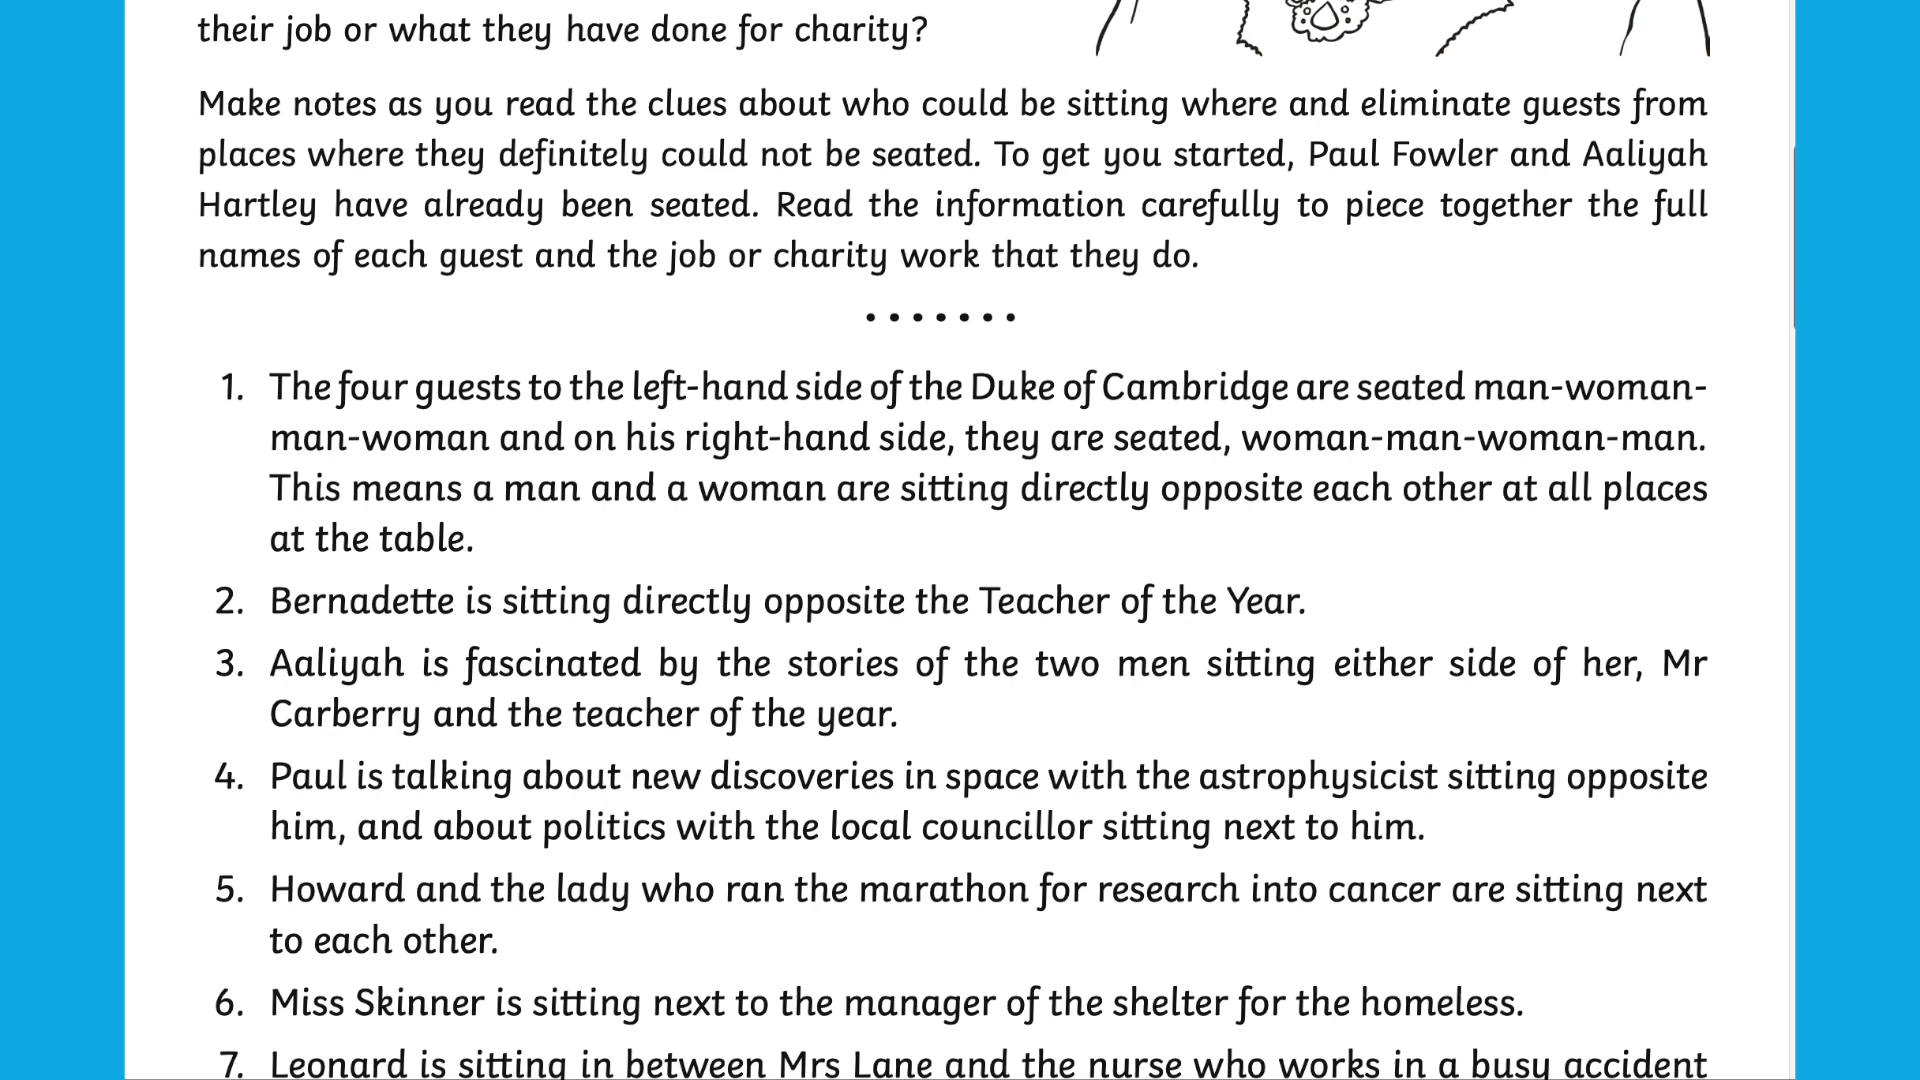 their job or what they have done for charity?
Make notes as you read the clues about who could be sitting where and eliminate guests from
places where they definitely could not be seated. To get you started, Paul Fowler and Aaliyah
Hartley have already been seated. Read the information carefully to piece together the full
names of each guest and the job or charity work that they do.
.......
1. The four guests to the left-hand side of the Duke of Cambridge are seated man-woman-
man-woman and on his right-hand side, they are seated, woman-man-woman-man.
This means a man and a woman are sitting directly opposite each other at all places
at the table.
2. Bernadette is sitting directly opposite the Teacher of the Year.
3. Aaliyah is fascinated by the stories of the two men sitting either side of her, Mr
Carberry and the teacher of the year.
4. Paul is talking about new discoveries in space with the astrophysicist sitting opposite
him, and about politics with the local councillor sitting next to him.
5. Howard and the lady who ran the marathon for research into cancer are sitting next
to each other.
6. Miss Skinner is sitting next to the manager of the shelter for the homeless.
7. Leonard is sitting in between Mrs Lane and the nurse who works in a busy accident